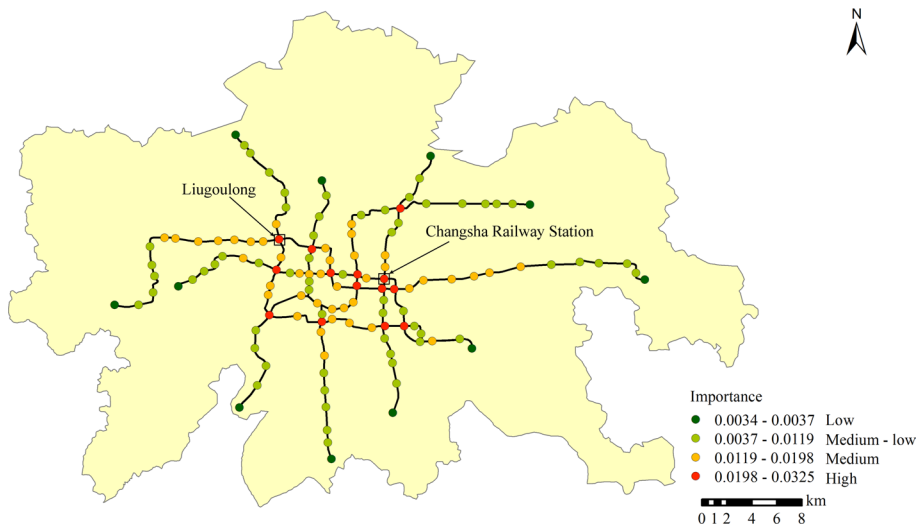 N
Liugoulong
Changsha Railway Station
Importance
0.0034 - 0.0037 Low
0.0037 - 0.0119 Medium - low
0.0119 - 0.0198 Medium
0.0198 - 0.0325 High
km
0 1 2 4 6 8